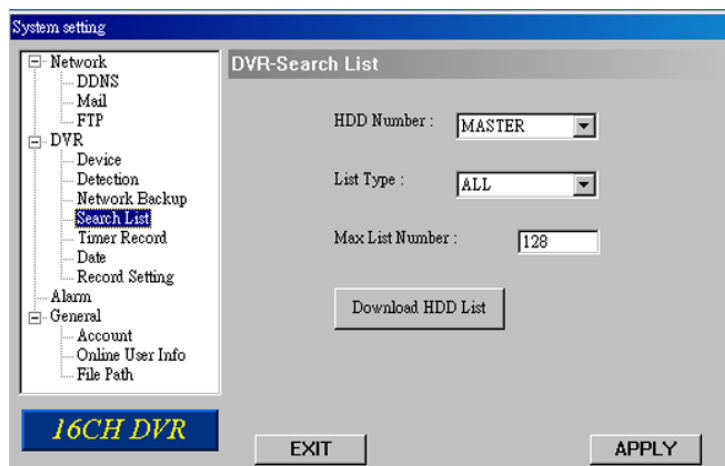 System setting
Network
DDNS
Mail
FTP
DVR
Device
Detection
Network Backup
Search List
Timer Record
Date
Record Setting
Alarm
General
Account
Online User Info
File Path
16CH DVR
DVR-Search List
HDD Number : MASTER
List Type : ALL
Max List Number : 128
Download HDD List
EXIT APPLY